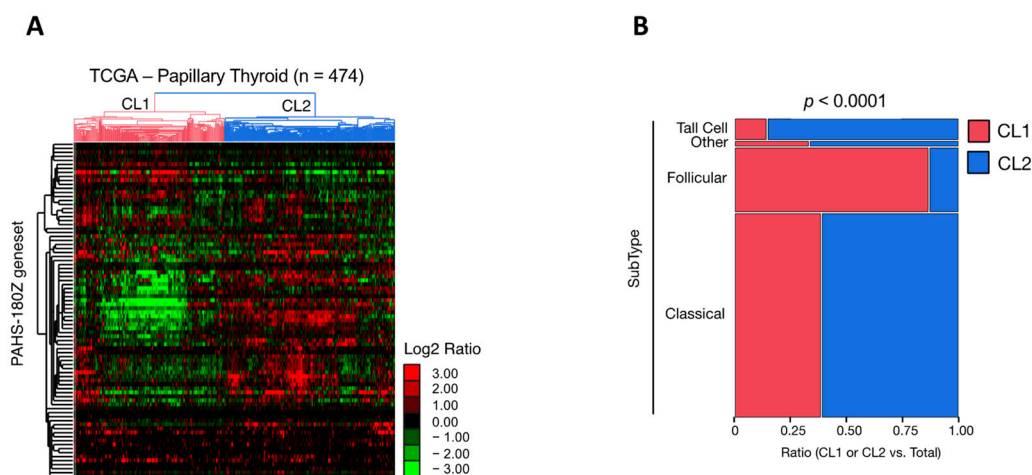 A
TCGA – Papillary Thyroid (n = 474)
CL1
CL2
PAHS-180Z geneset
Log2 Ratio
3.00
2.00
1.00
0.00
− 1.00
− 2.00
− 3.00
B
p < 0.0001
SubType
Tall Cell
Other
Follicular
Classical
0 0.25 0.50 0.75 1.00
Ratio (CL1 or CL2 vs. Total)
CL1
CL2